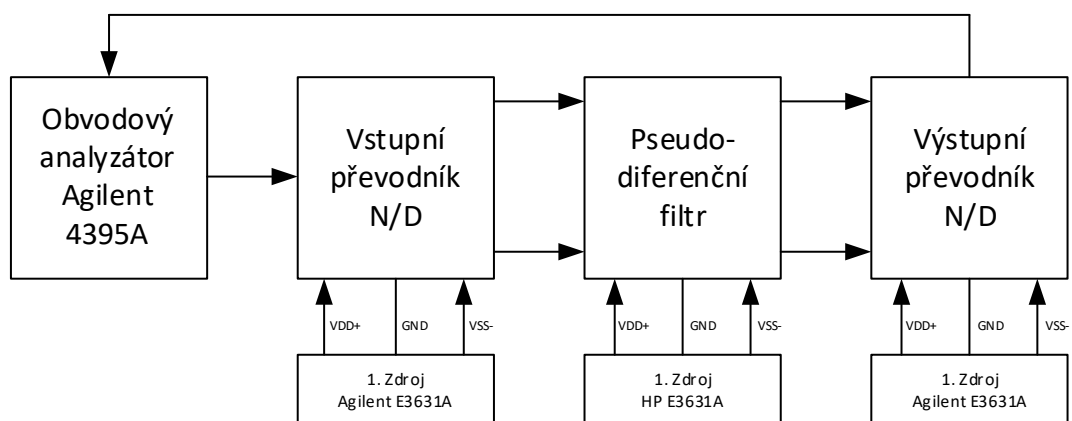 Obvodový
analyzátor
Agilent
4395A
Vstupní
převodník
N/D
Pseudo-
diferenční
filtr
Výstupní
převodník
N/D
VDD+
GND
VSS-
VDD+
GND
VSS-
VDD+
GND
VSS-
1. Zdroj
Agilent E3631A
1. Zdroj
HP E3631A
1. Zdroj
Agilent E3631A